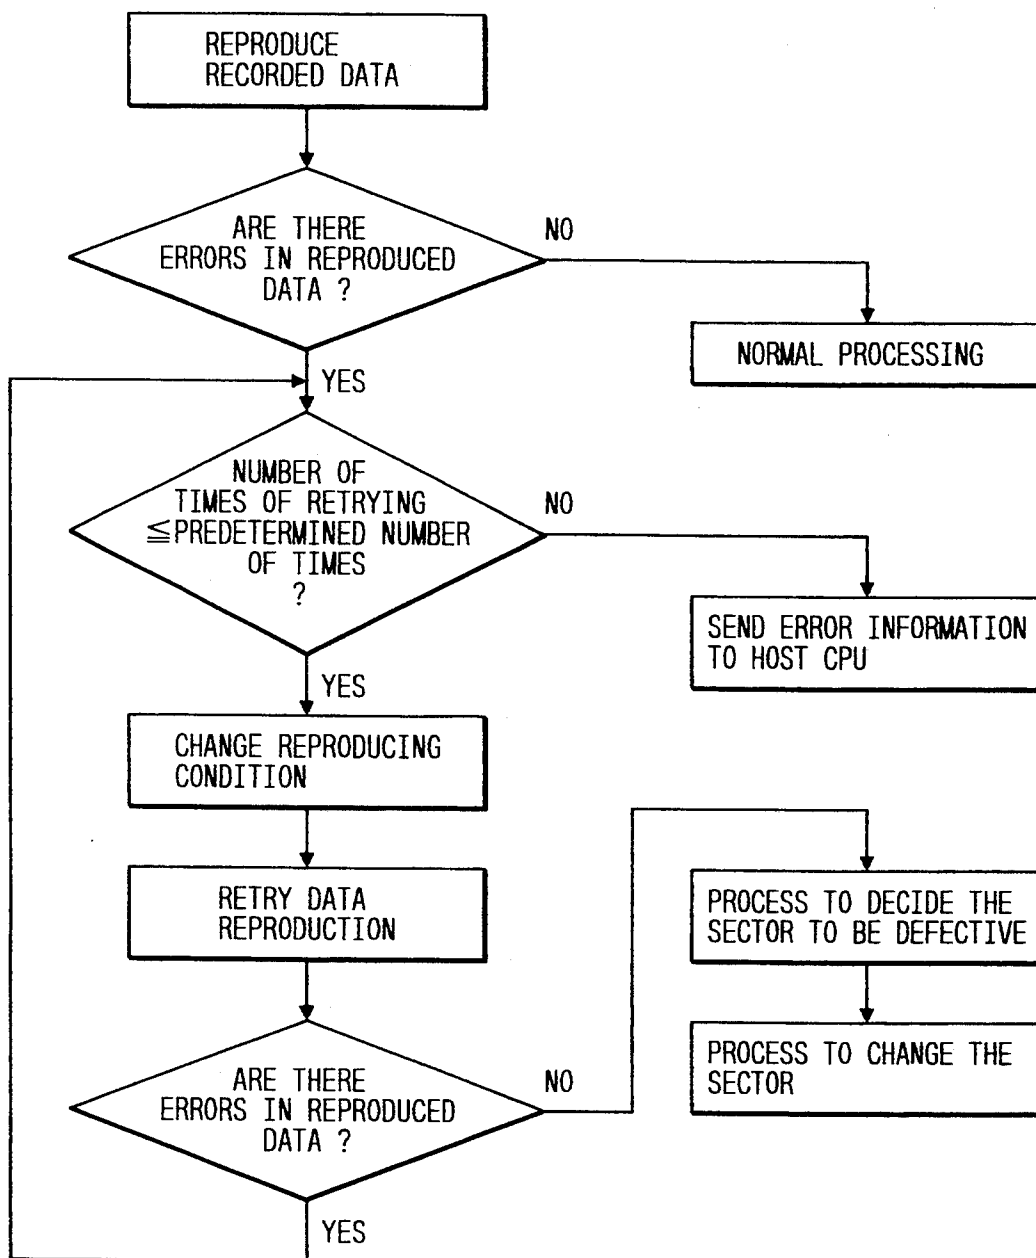 REPRODUCE
RECORDED DATA
ARE THERE
ERRORS IN REPRODUCED
DATA ?
NO
NORMAL PROCESSING
YES
NUMBER OF
TIMES OF RETRYING
≦PREDETERMINED NUMBER
OF TIMES
?
NO
SEND ERROR INFORMATION
TO HOST CPU
YES
CHANGE REPRODUCING
CONDITION
RETRY DATA
REPRODUCTION
PROCESS TO DECIDE THE
SECTOR TO BE DEFECTIVE
PROCESS TO CHANGE THE
SECTOR
ARE THERE
ERRORS IN REPRODUCED
DATA ?
NO
YES